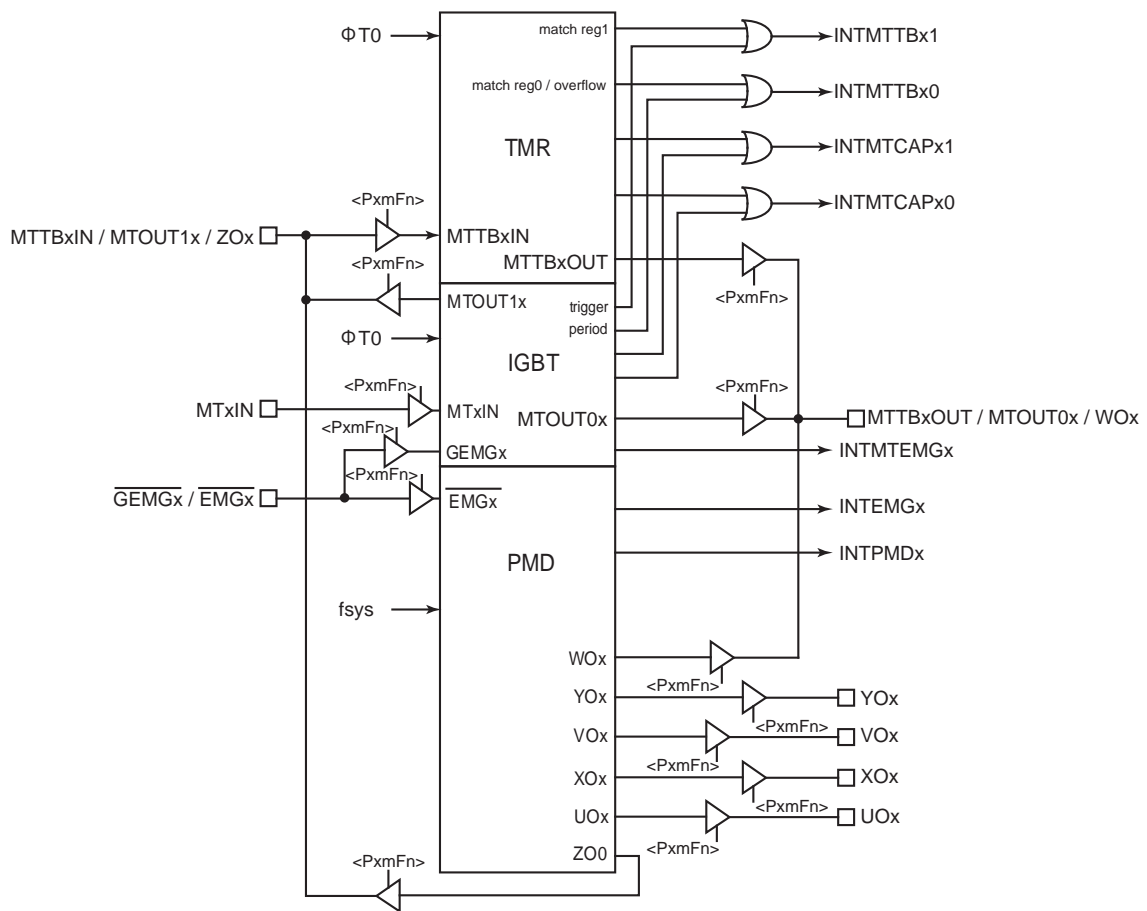 ΦT0
match reg1
INTMTTBx1
match reg0 / overflow
INTMTTBx0
TMR
INTMTCAPx1
<PxmFn>
INTMTCAPx0
MTTBxIN / MTOUT1x / ZOx
MTTBxIN
MTTBxOUT
<PxmFn>
<PxmFn>
MTOUT1x
trigger
ΦT0
period
IGBT
<PxmFn>
<PxmFn>
MTxIN
MTxIN
MTOUT0x
MTTBxOUT / MTOUT0x / WOx
<PxmFn>
GEMGx
INTMTEMGx
<PxmFn>
GEMGx / EMGx
EMGx
INTEMGx
PMD
INTPMDx
fsys
WOx
<PxmFn>
YOx
YOx
<PxmFn>
VOx
VOx
<PxmFn>
XOx
XOx
<PxmFn>
UOx
UOx
<PxmFn>
ZO0
<PxmFn>